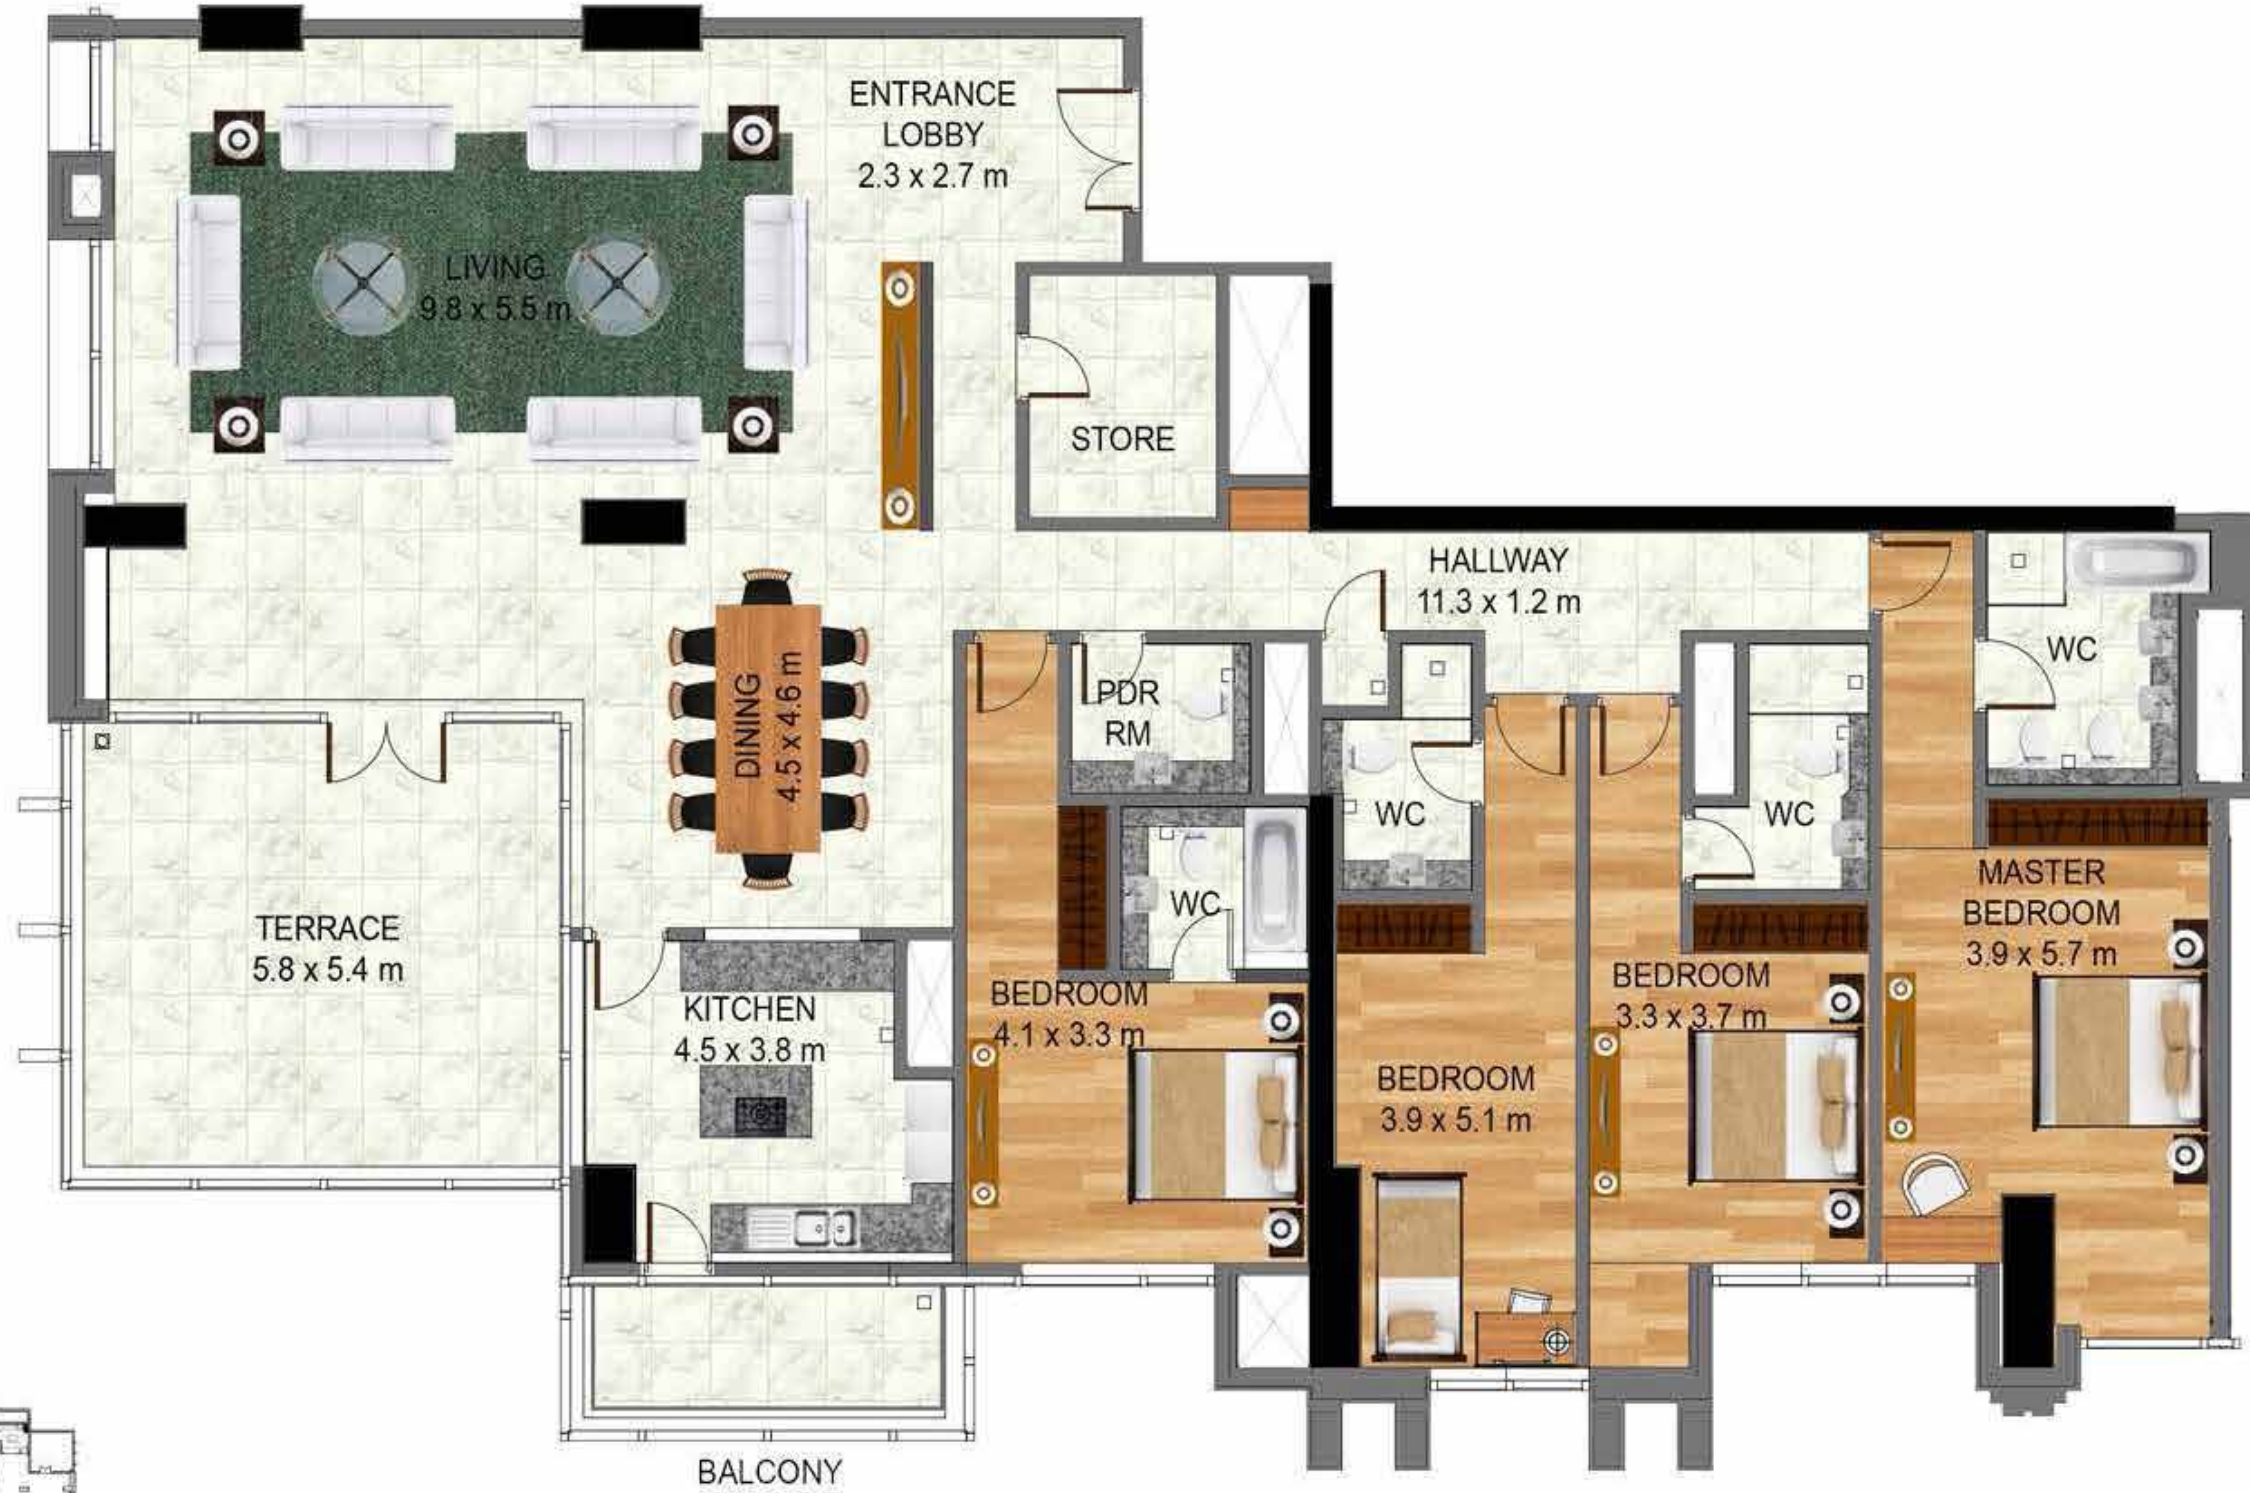 ENTRANCE
LOBBY
2.3 x 2.7 m
LIVING
9.8 x 5.5 m
STORE
HALLWAY
11.3 x 1.2 m
DINING
4.5 x 4.6 m
PDR
RM
WC
WC
WC
WC
TERRACE
5.8 x 5.4 m
KITCHEN
4.5 x 3.8 m
BEDROOM
4.1 x 3.3 m
BEDROOM
3.9 x 5.1 m
BEDROOM
3.3 x 3.7 m
MASTER
BEDROOM
3.9 x 5.7 m
BALCONY